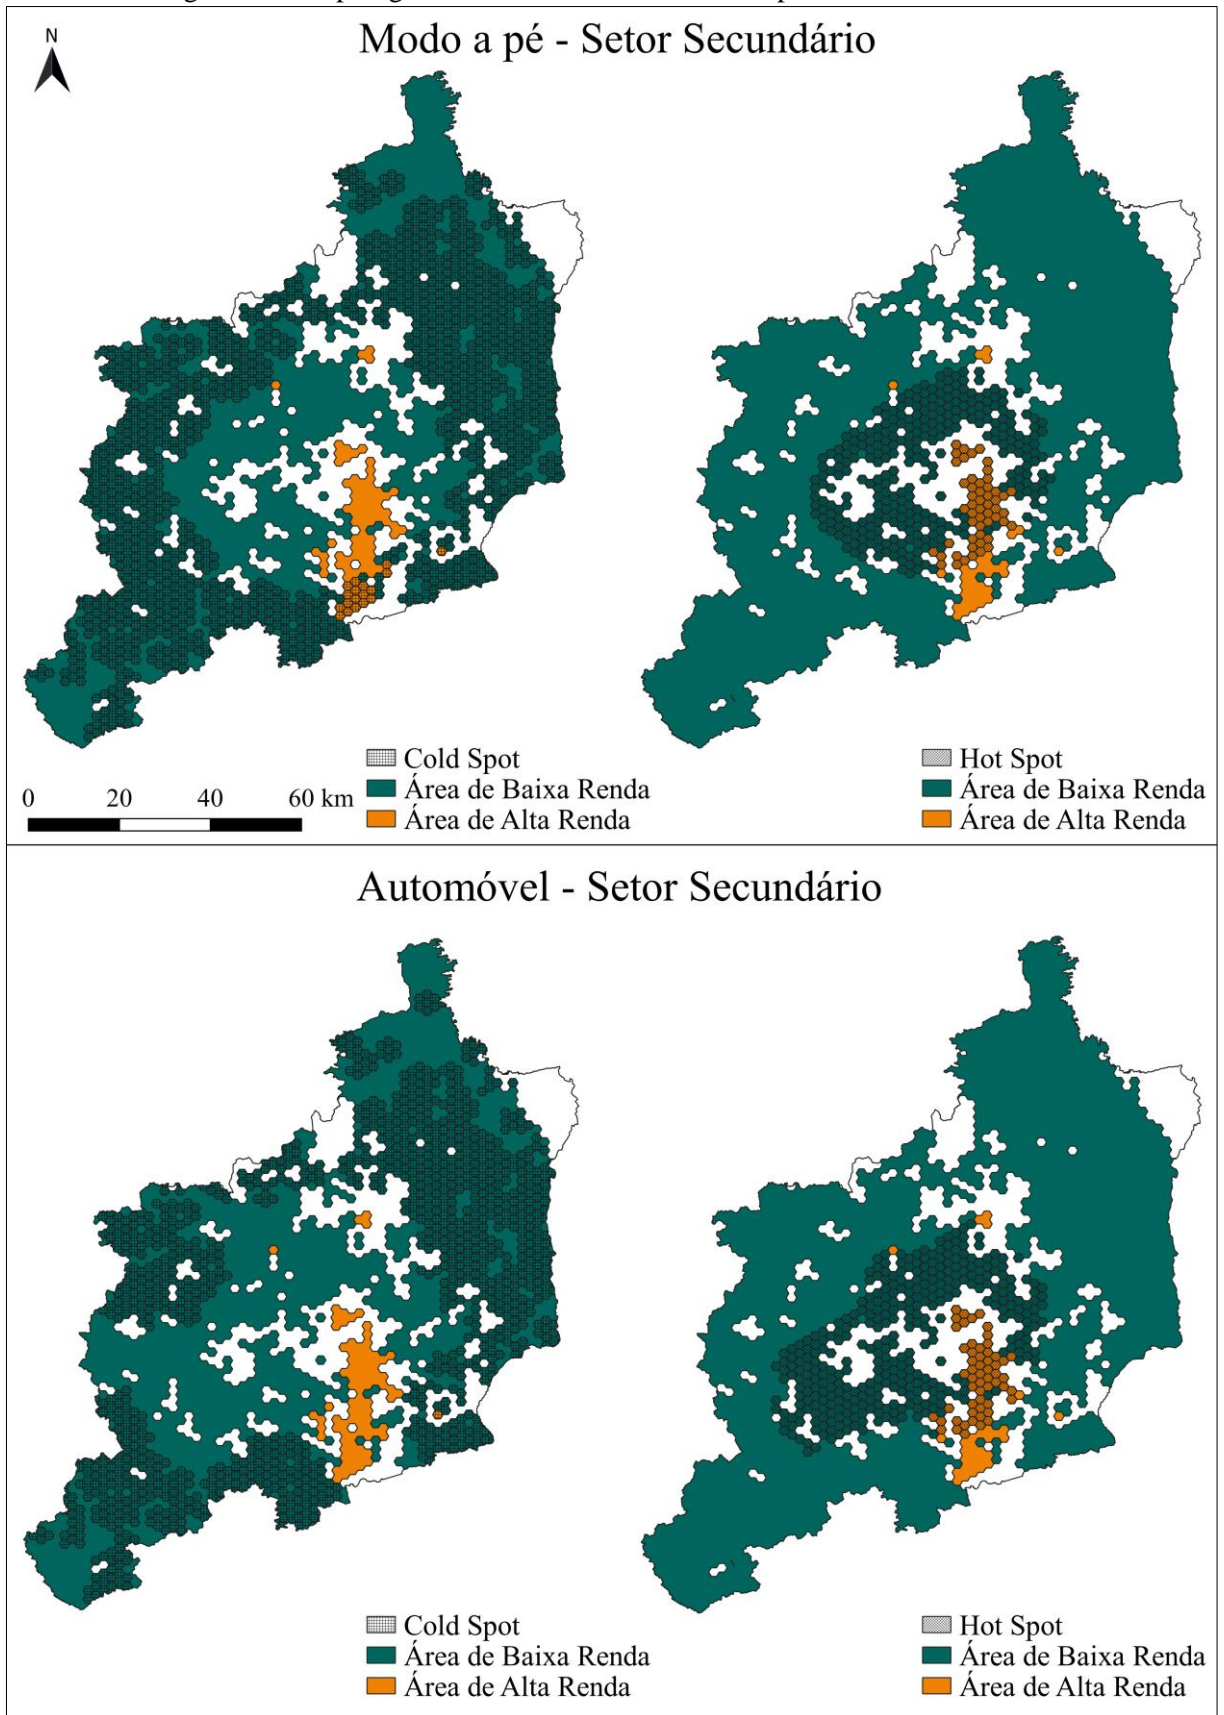 N
Modo a pé - Setor Secundário
Cold Spot
Área de Baixa Renda
Área de Alta Renda
0 20 40 60 km
Hot Spot
Área de Baixa Renda
Área de Alta Renda
Automóvel - Setor Secundário
Cold Spot
Área de Baixa Renda
Área de Alta Renda
Hot Spot
Área de Baixa Renda
Área de Alta Renda